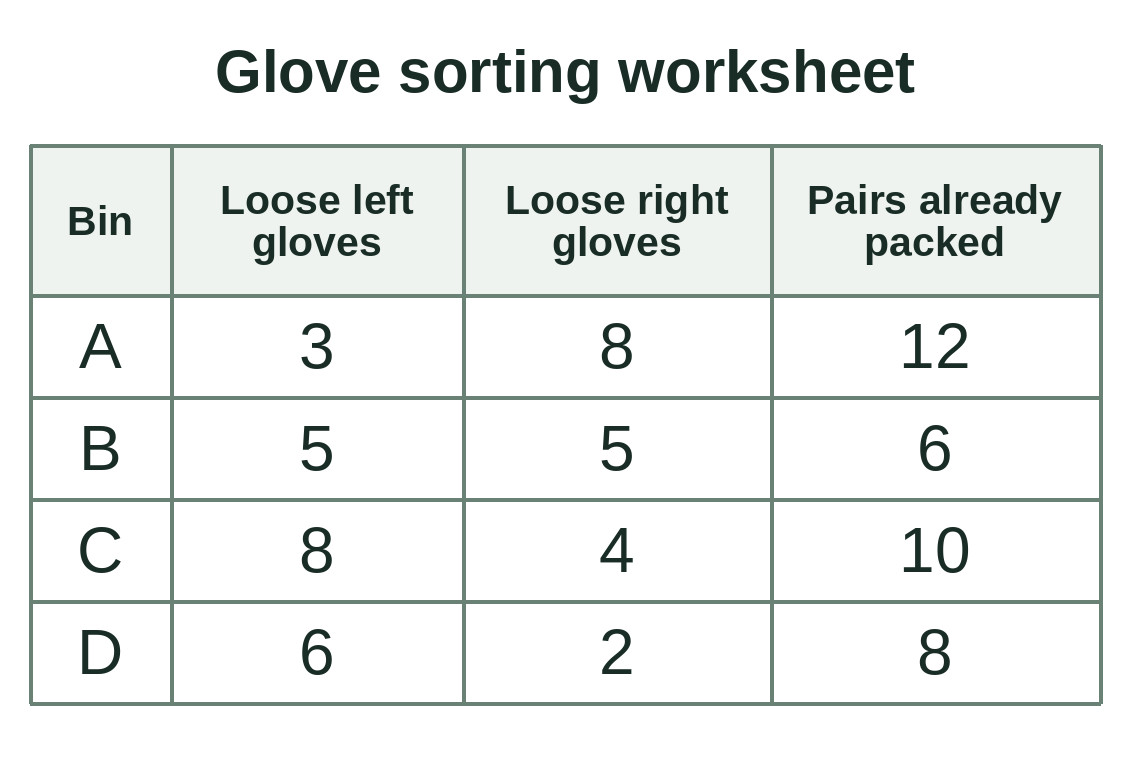 Glove sorting worksheet
Bin Loose left gloves Loose right gloves Pairs already packed
A 3 8 12
B 5 5 6
C 8 4 10
D 6 2 8